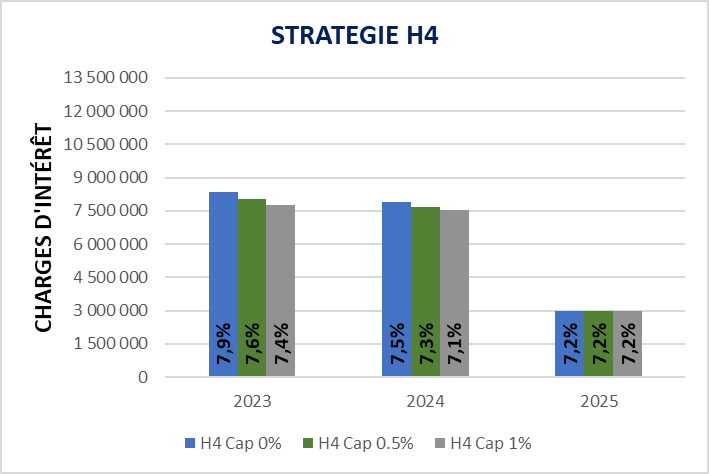 STRATEGIE H4
CHARGES D'INTÉRÊT
13 500 000
12 000 000
10 500 000
9 000 000
7 500 000
6 000 000
4 500 000
3 000 000
1 500 000
0
7,9% 7,6% 7,4% 7,5% 7,3% 7,1% 7,2% 7,2% 7,2%
2023 2024 2025
H4 Cap 0% H4 Cap 0.5% H4 Cap 1%